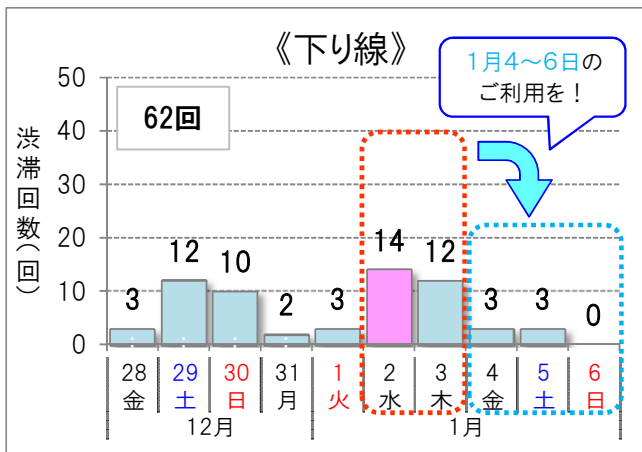 《下り線》
1月4～6日の
ご利用を！
62回
渋滞回数（回）
50
40
30
20
10
0
3 12 10 2 3 14 12 3 3 0
28 29 30 31 1 2 3 4 5 6
金 土 日 月 火 水 木 金 土 日
12月 1月